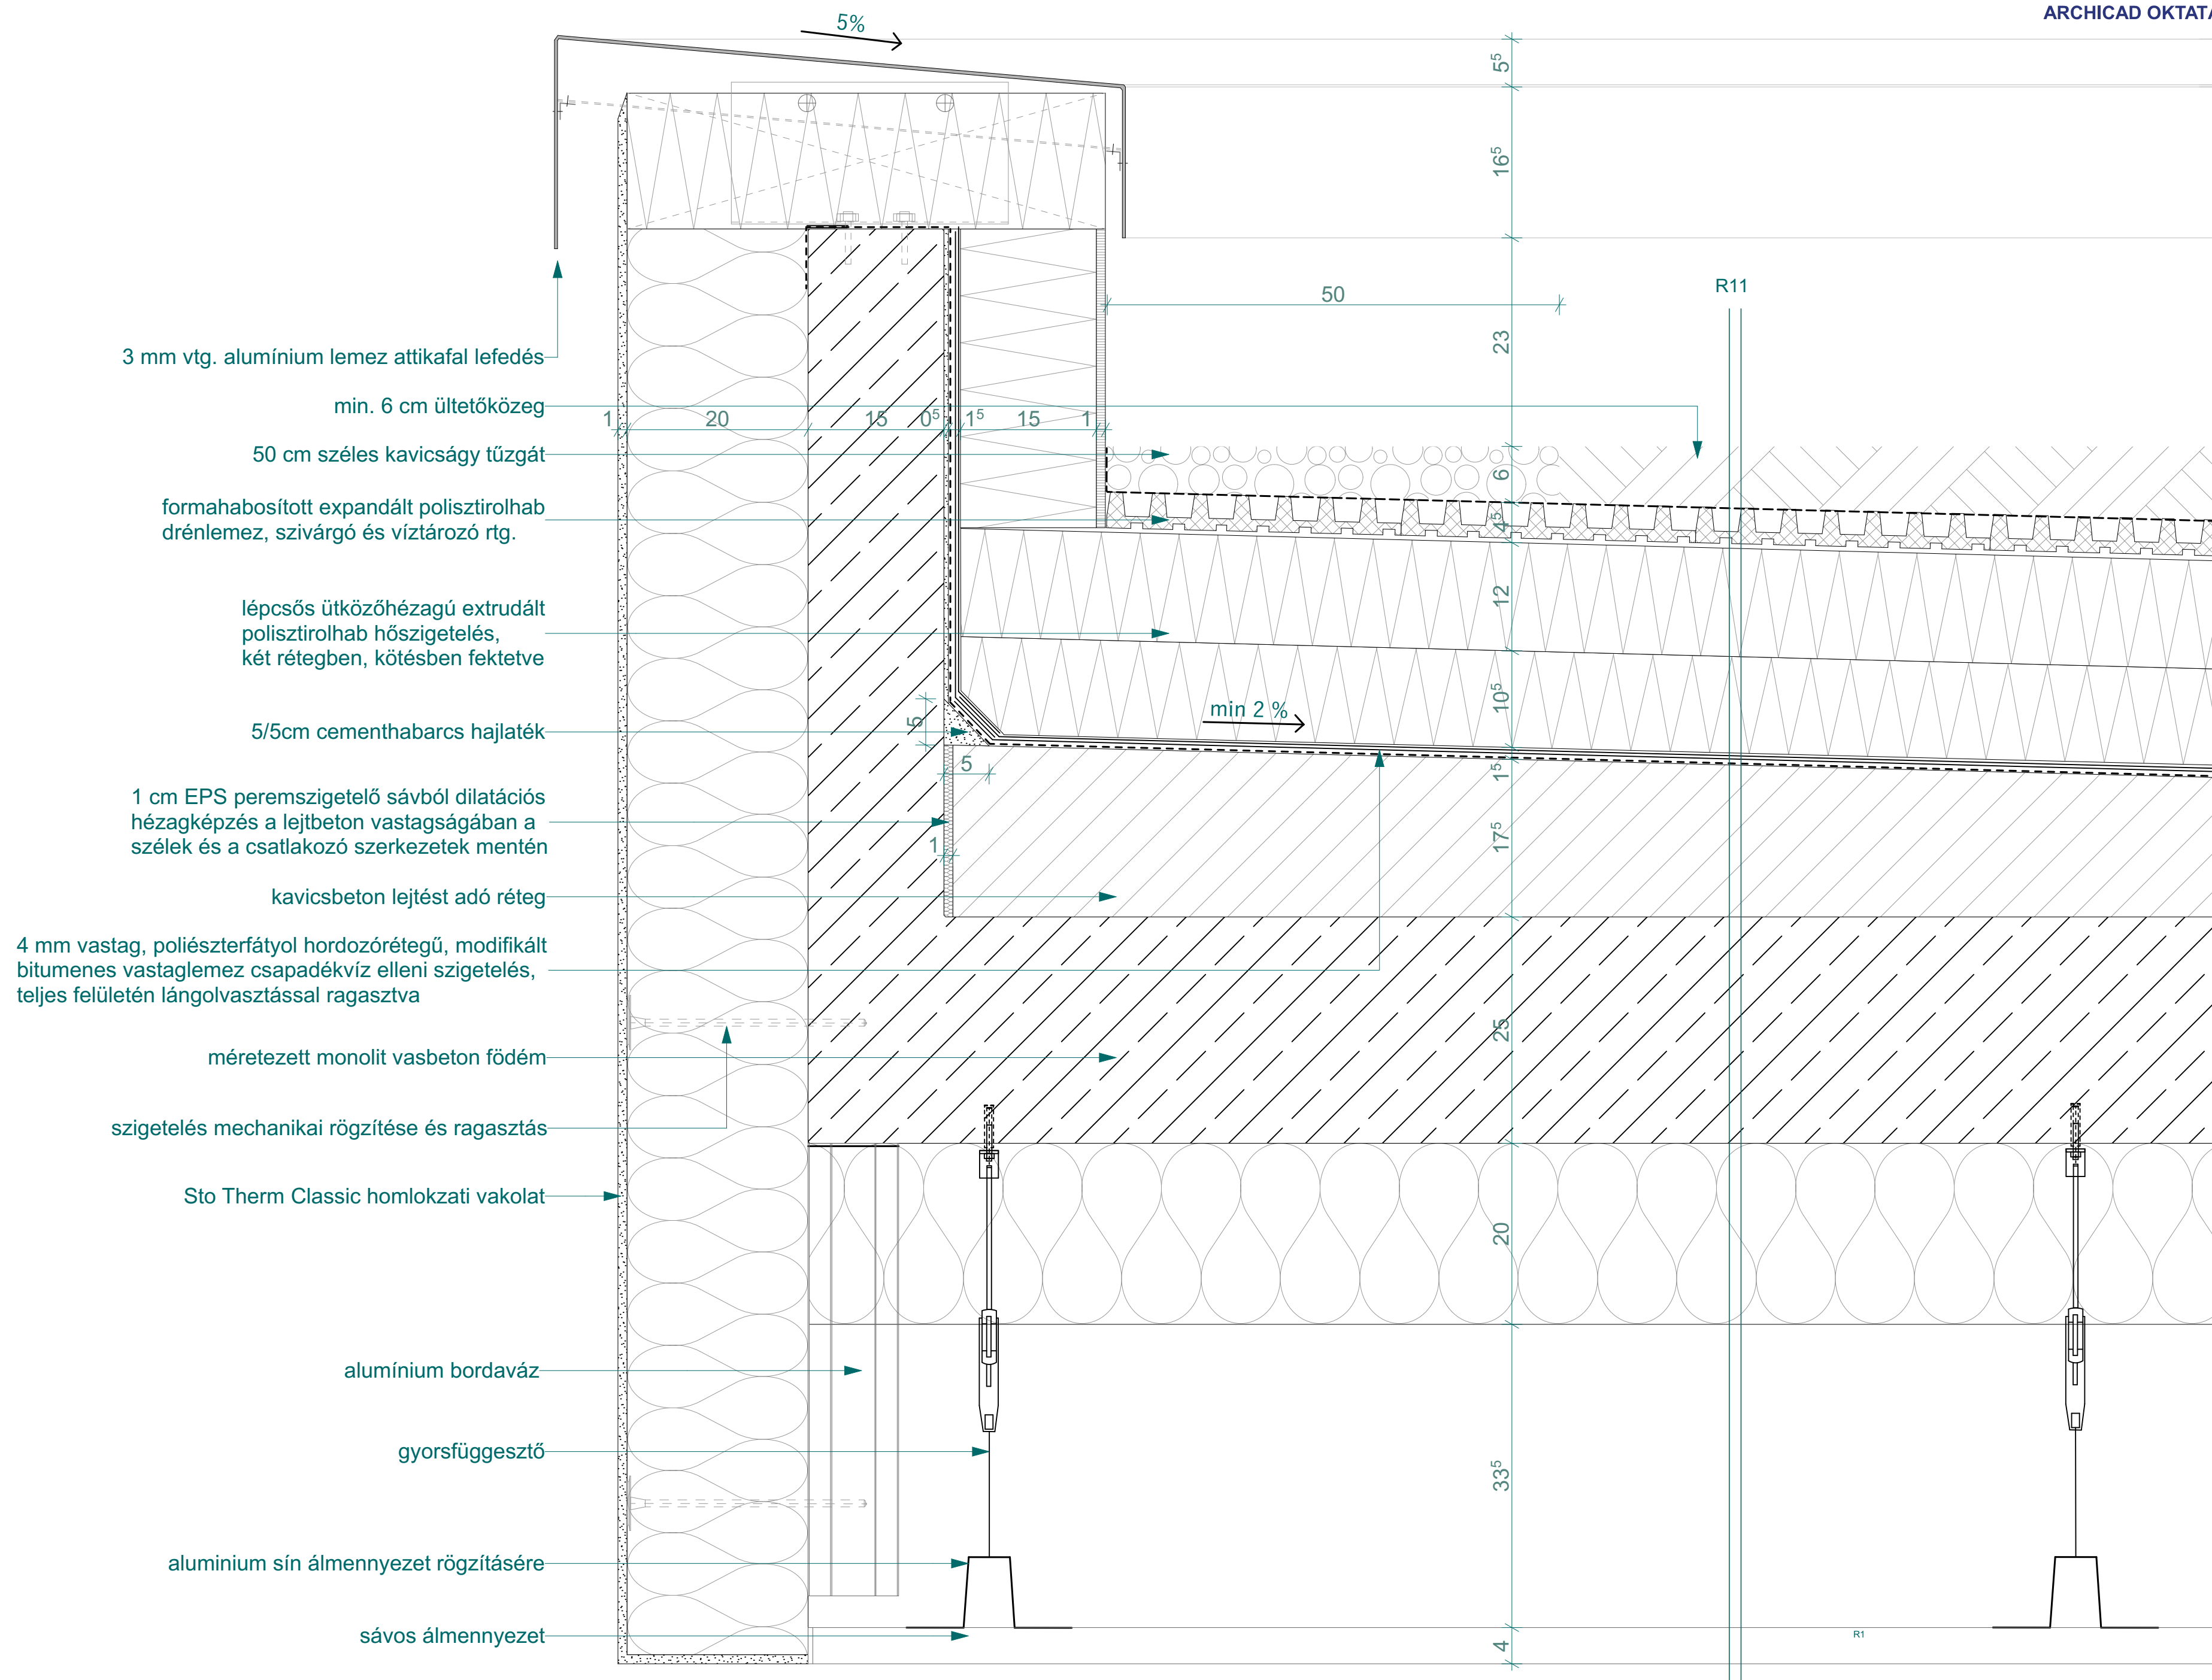 ARCHICAD OKTATÁ
5%
5⁵
16⁵
R11
50
23
3 mm vtg. alumínium lemez attikafal lefedés
min. 6 cm ültetőközeg
1 20 15 0⁵ 1⁵ 15 1
50 cm széles kavicságy tűzgát
6
formahabosított expandált polisztirolhab
drénlemez, szivárgó és víztározó rtg.
4⁵
12
lépcsős ütközőhézagú extrudált
polisztirolhab hőszigetelés,
két rétegben, kötésben fektetve
10⁵
min 2 %
5
5/5cm cementhabarcs hajlaték
5
1⁵
1 cm EPS peremszigetelő sávból dilatációs
hézagképzés a lejtbeton vastagságában a
szélek és a csatlakozó szerkezetek mentén
1
17⁵
kavicsbeton lejtést adó réteg
4 mm vastag, poliészterfátyol hordozórétegű, modifikált
bitumenes vastaglemez csapadékvíz elleni szigetelés,
teljes felületén lángolvasztással ragasztva
25
méretezett monolit vasbeton födém
szigetelés mechanikai rögzítése és ragasztás
Sto Therm Classic homlokzati vakolat
20
alumínium bordaváz
gyorsfüggesztő
33⁵
aluminium sín álmennyezet rögzításére
sávos álmennyezet
R1
4